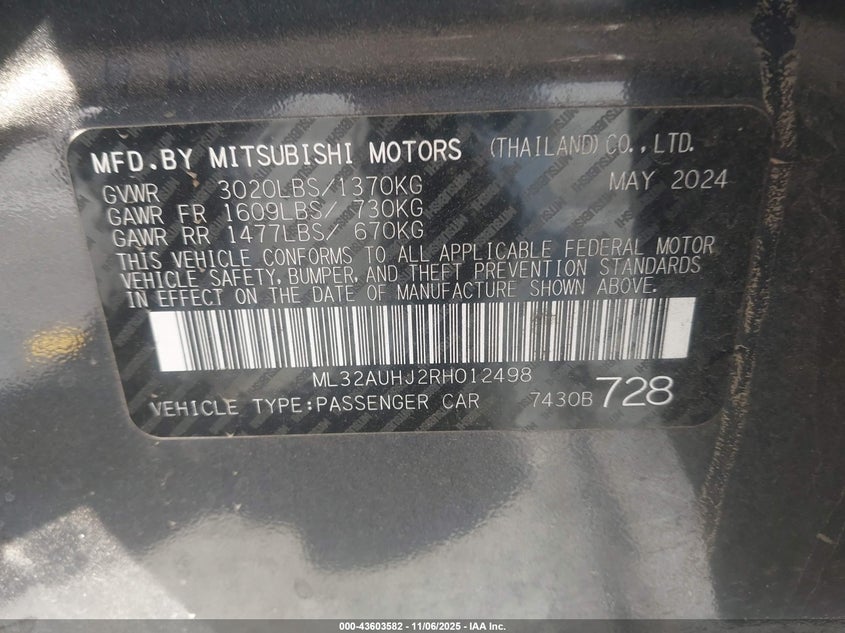 MFD.BY MITSUBISHI MOTORS (THAILAND)CO.,LTD.
GVWR 3020LBS/1370KG MAY 2024
GAWR FR 1609LBS/ 730KG
GAWR RR 1477LBS/ 670KG
THIS VEHICLE CONFORMS TO ALL APPLICABLE FEDERAL MOTOR
VEHICLE SAFETY, BUMPER, AND THEFT PREVENTION STANDARDS
IN EFFECT ON THE DATE OF MANUFACTURE SHOWN ABOVE.
ML32AUHJ2RH012498
VEHICLE TYPE:PASSENGER CAR 7430B 728
000-43603582 - 11/06/2025 - IAA Inc.